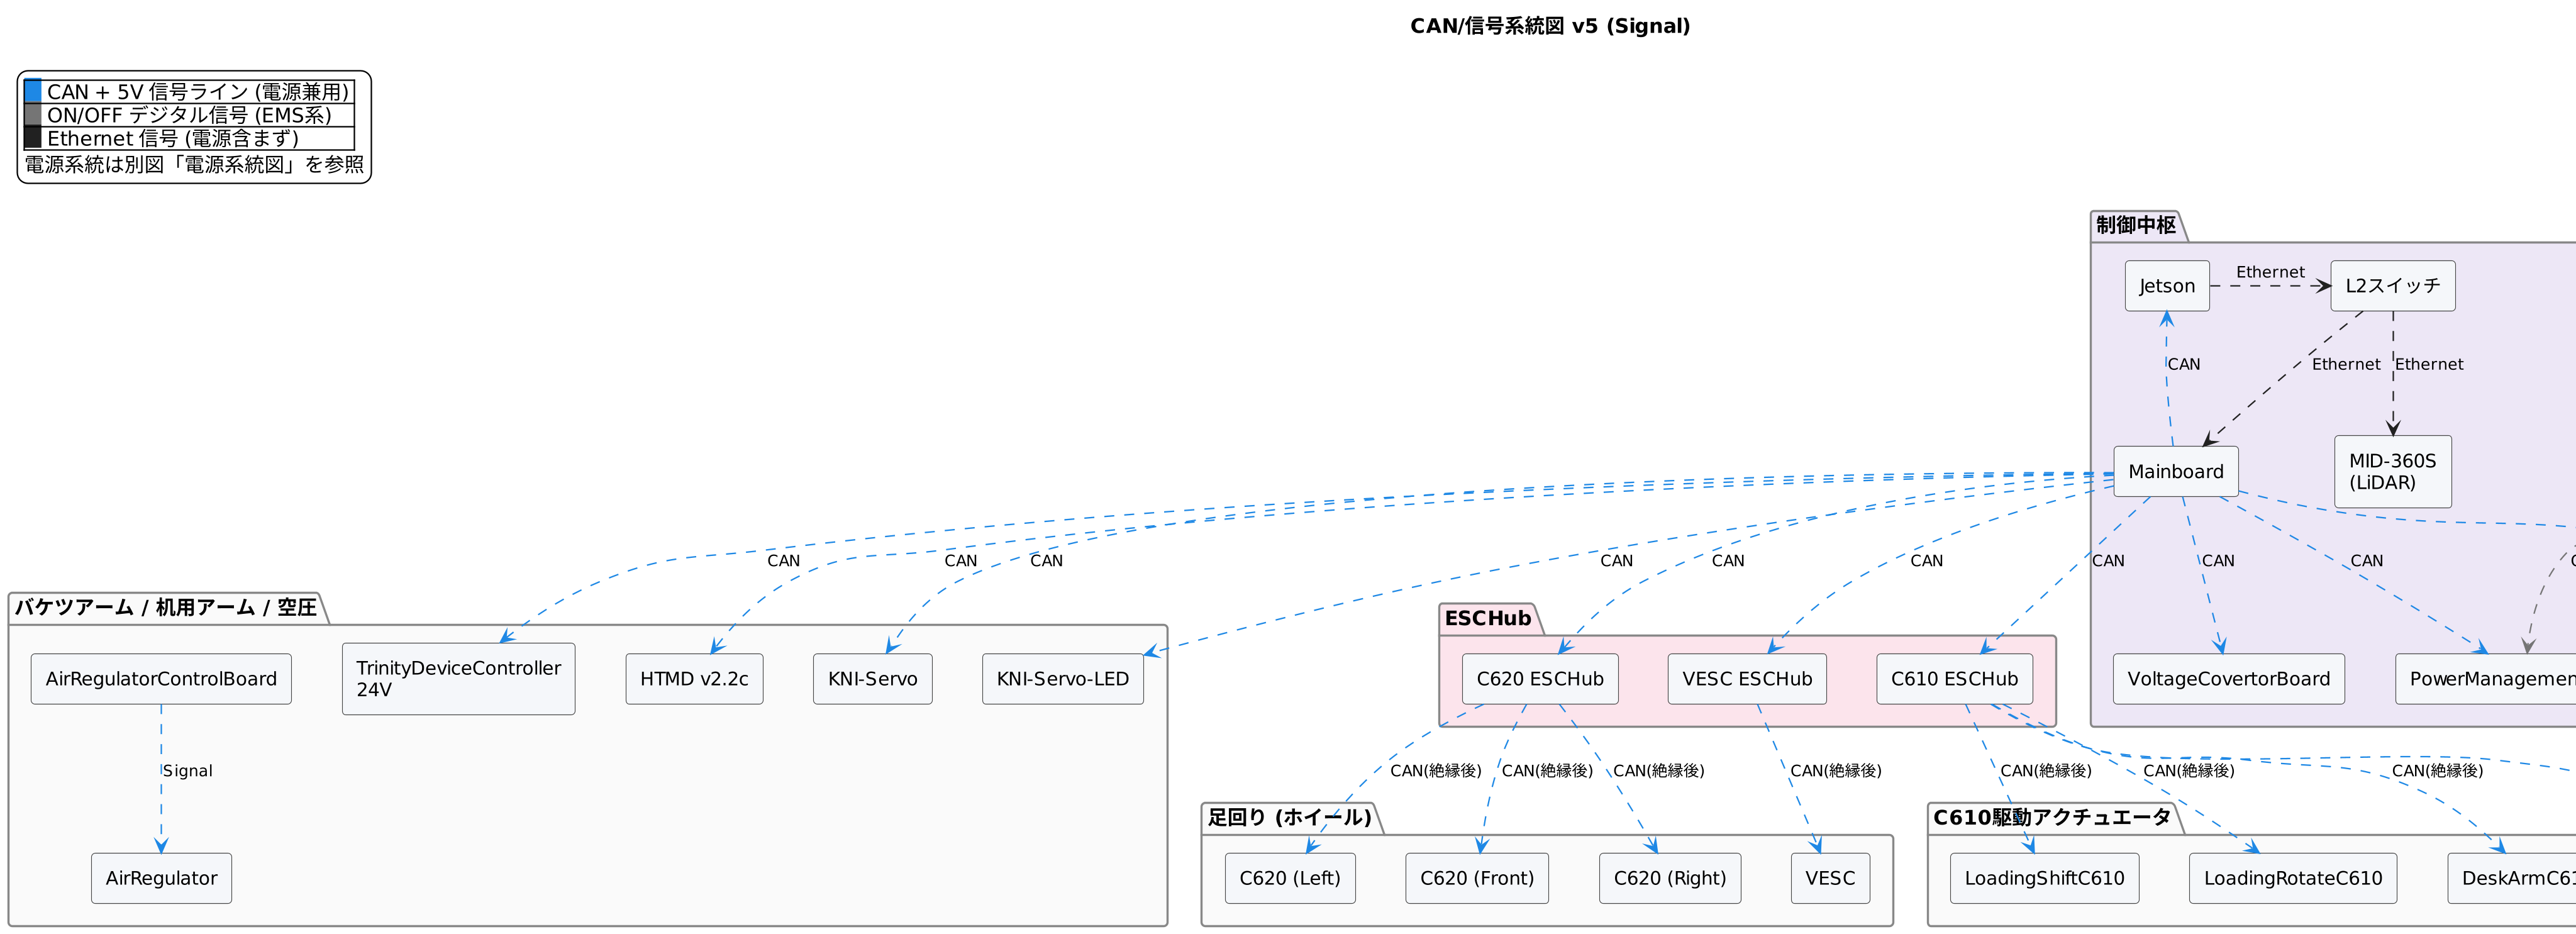 CAN/信号系統図 v5 (Signal)
CAN + 5V 信号ライン (電源兼用)
ON/OFF デジタル信号 (EMS系)
Ethernet 信号 (電源含まず)
電源系統は別図「電源系統図」を参照
制御中枢
Jetson
Ethernet
L2スイッチ
CAN
Ethernet
Ethernet
Mainboard
MID-360S
(LiDAR)
CAN
CAN
CAN
CAN
CAN
CAN
CAN
CAN
CAN
バケツアーム / 机用アーム / 空圧
AirRegulatorControlBoard
TrinityDeviceController
24V
HTMD v2.2c
KNI-Servo
KNI-Servo-LED
ESCHub
C620 ESCHub
VESC ESCHub
C610 ESCHub
VoltageCovertorBoard
PowerManagemen
Signal
CAN(絶縁後)
CAN(絶縁後)
CAN(絶縁後)
CAN(絶縁後)
CAN(絶縁後)
CAN(絶縁後)
CAN(絶縁後)
AirRegulator
足回り (ホイール)
C620 (Left)
C620 (Front)
C620 (Right)
VESC
C610駆動アクチュエータ
LoadingShiftC610
LoadingRotateC610
DeskArmC61